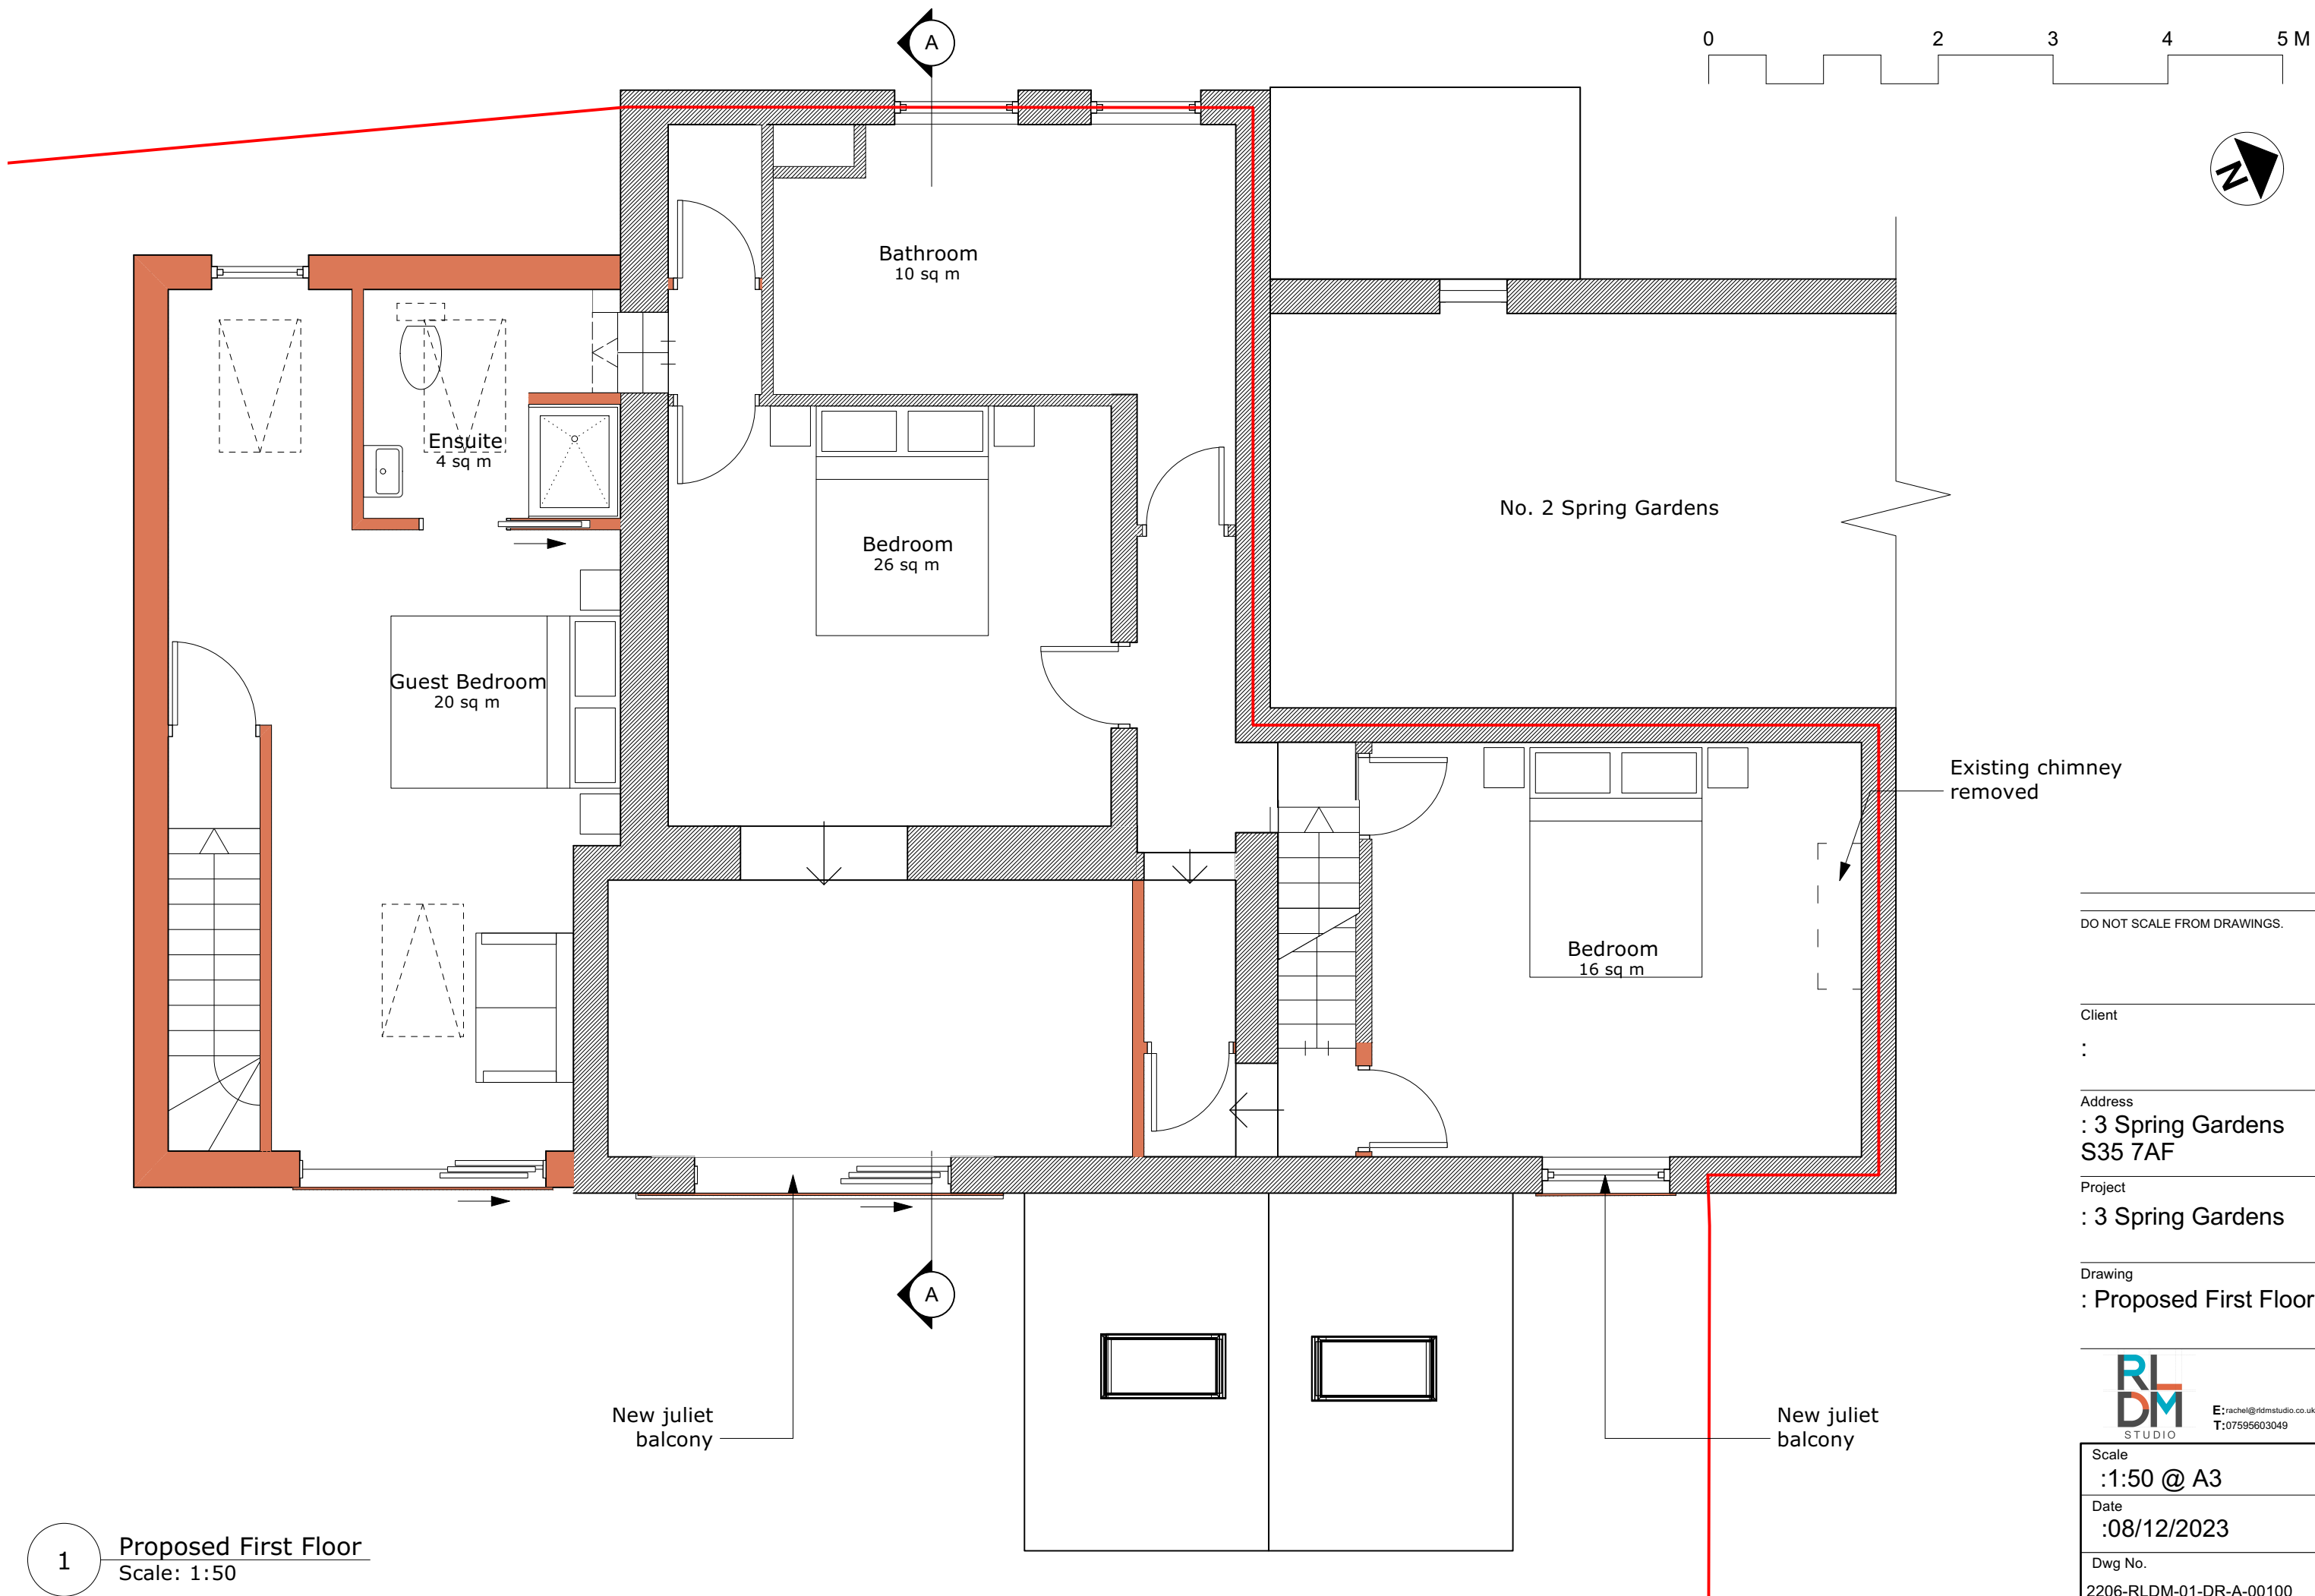 A
0
2
3
4
5 M
N
Bathroom
10 sq m
Ensuite
4 sq m
No. 2 Spring Gardens
Bedroom
26 sq m
Guest Bedroom
20 sq m
Existing chimney
removed
Bedroom
16 sq m
A
New juliet
balcony
New juliet
balcony
1
Proposed First Floor
Scale: 1:50
DO NOT SCALE FROM DRAWINGS.
Client
:
Address
: 3 Spring Gardens
S35 7AF
Project
: 3 Spring Gardens
Drawing
: Proposed First Floor
RL
DM
STUDIO
E:rachel@rldmstudio.co.uk
T:07595603049
Scale
:1:50 @ A3
Date
:08/12/2023
Dwg No.
2206-RLDM-01-DR-A-00100